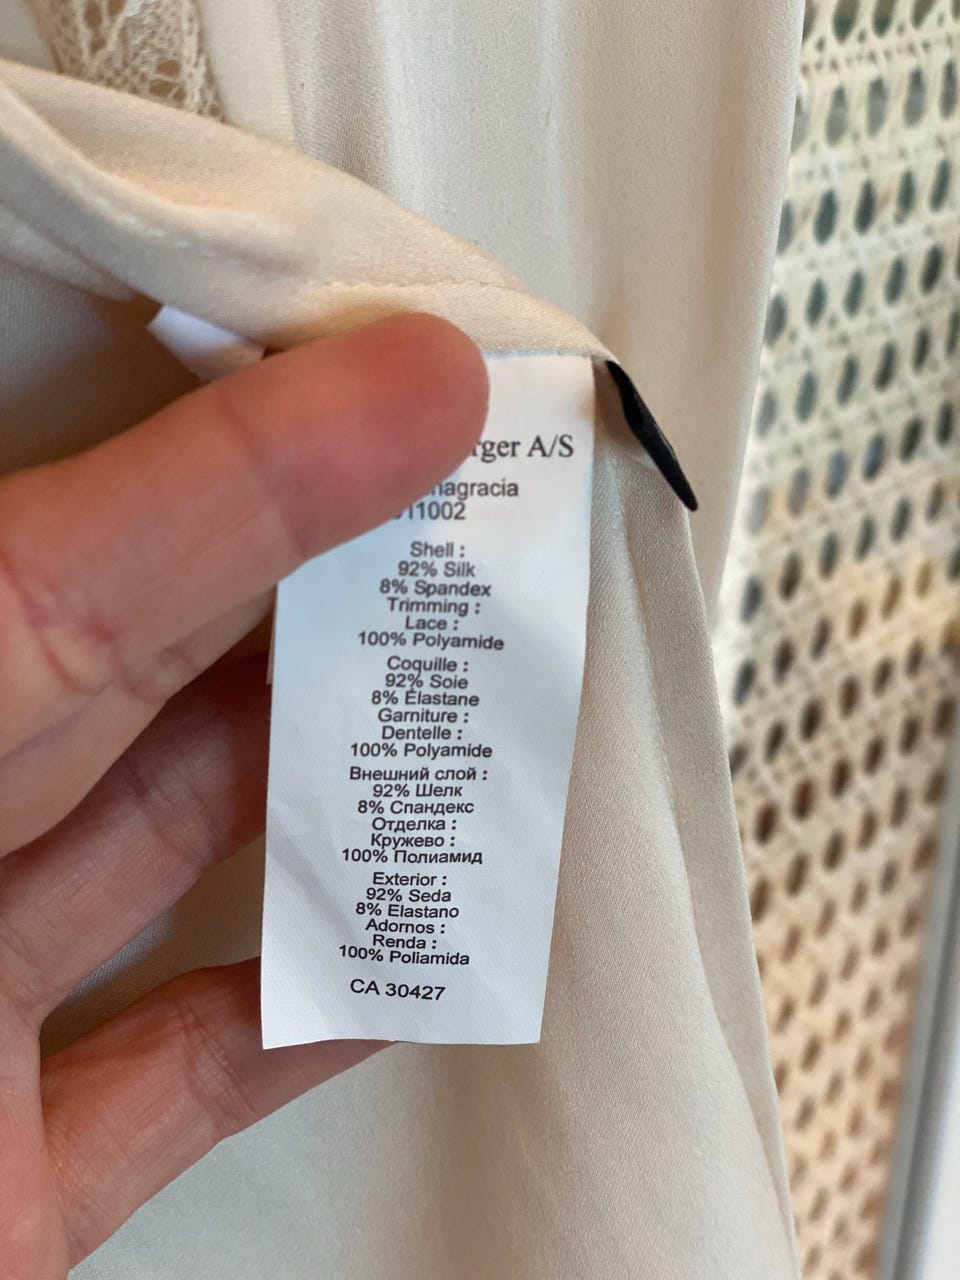 A/S
11002
Shell :
92% Silk
8% Spandex
Trimming :
Lace :
100% Polyamide
Coquille :
92% Soie
8% Élastane
Garniture :
Dentelle :
100% Polyamide
Внешний слой :
92% Шелк
8% Спандекс
Отделка :
Кружево :
100% Полиамид
Exterior :
92% Seda
8% Elastano
Adornos :
Renda :
100% Poliamida
CA 30427